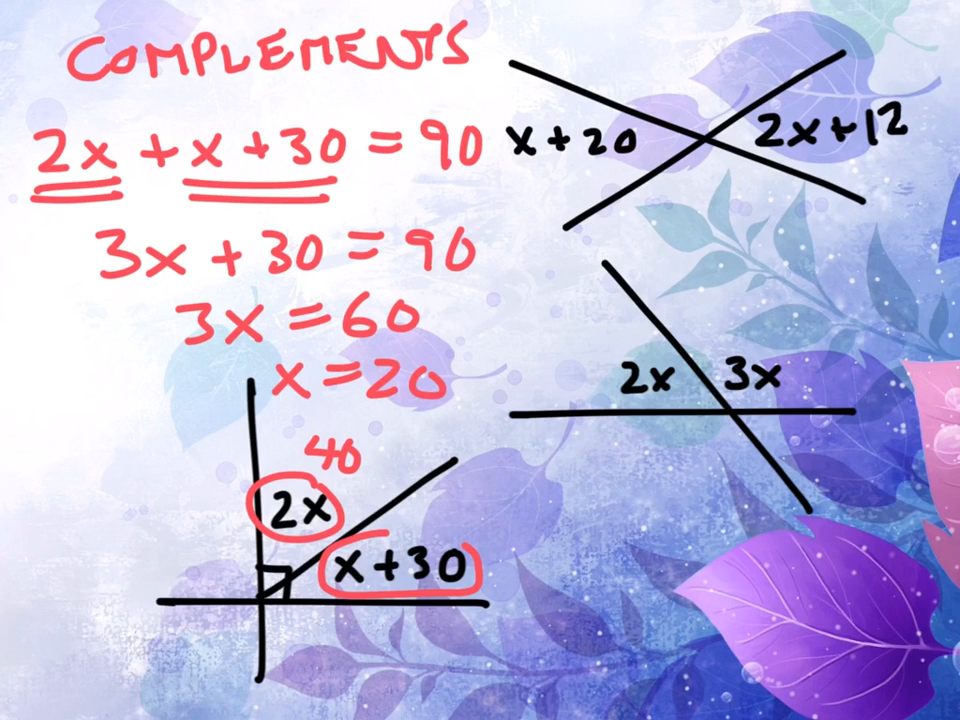 COMPLEMENTS
2x + x + 30 = 90
3x + 30 = 90
3x = 60
x = 20
40
2x
x + 30
x + 20
2x + 12
2x
3x